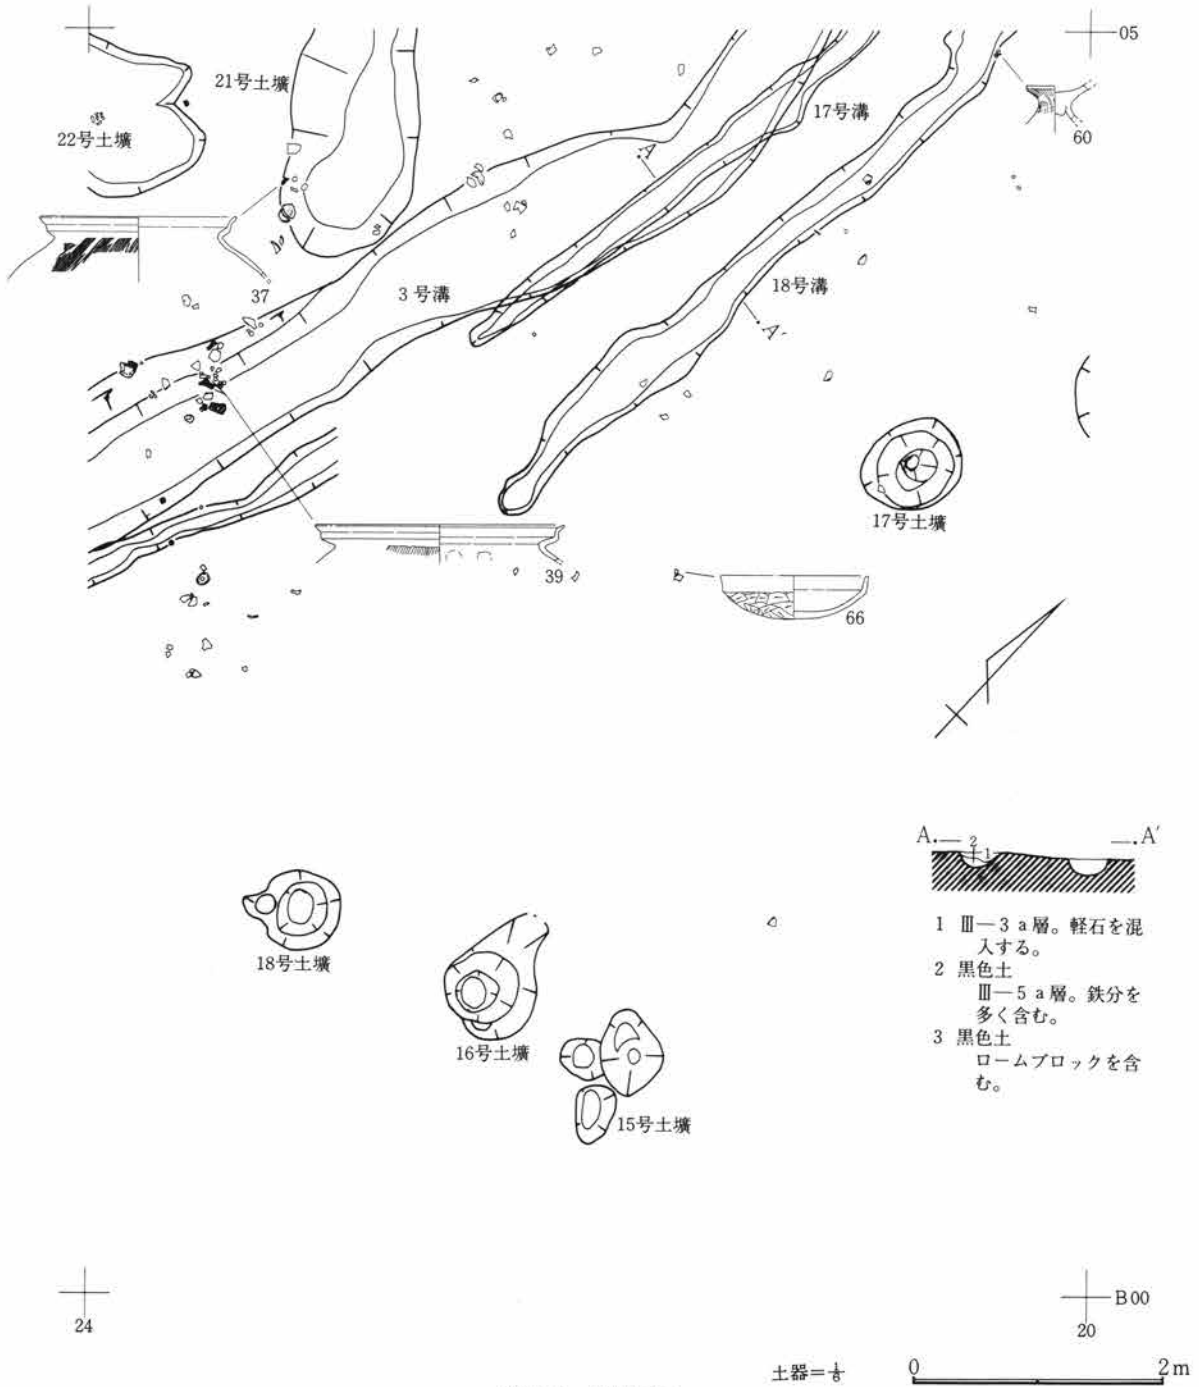 05
21号土壙
22号土壙
17号溝
60
A
3号溝
18号溝
37
A′
17号土壙
39
66
A.— 2 —.A′
1
1 Ⅲ—3a層。軽石を混
入する。
2 黒色土
Ⅲ—5a層。鉄分を
多く含む。
3 黒色土
ロームブロックを含
む。
18号土壙
16号土壙
15号土壙
B00
24
20
土器=1/6
0 2m